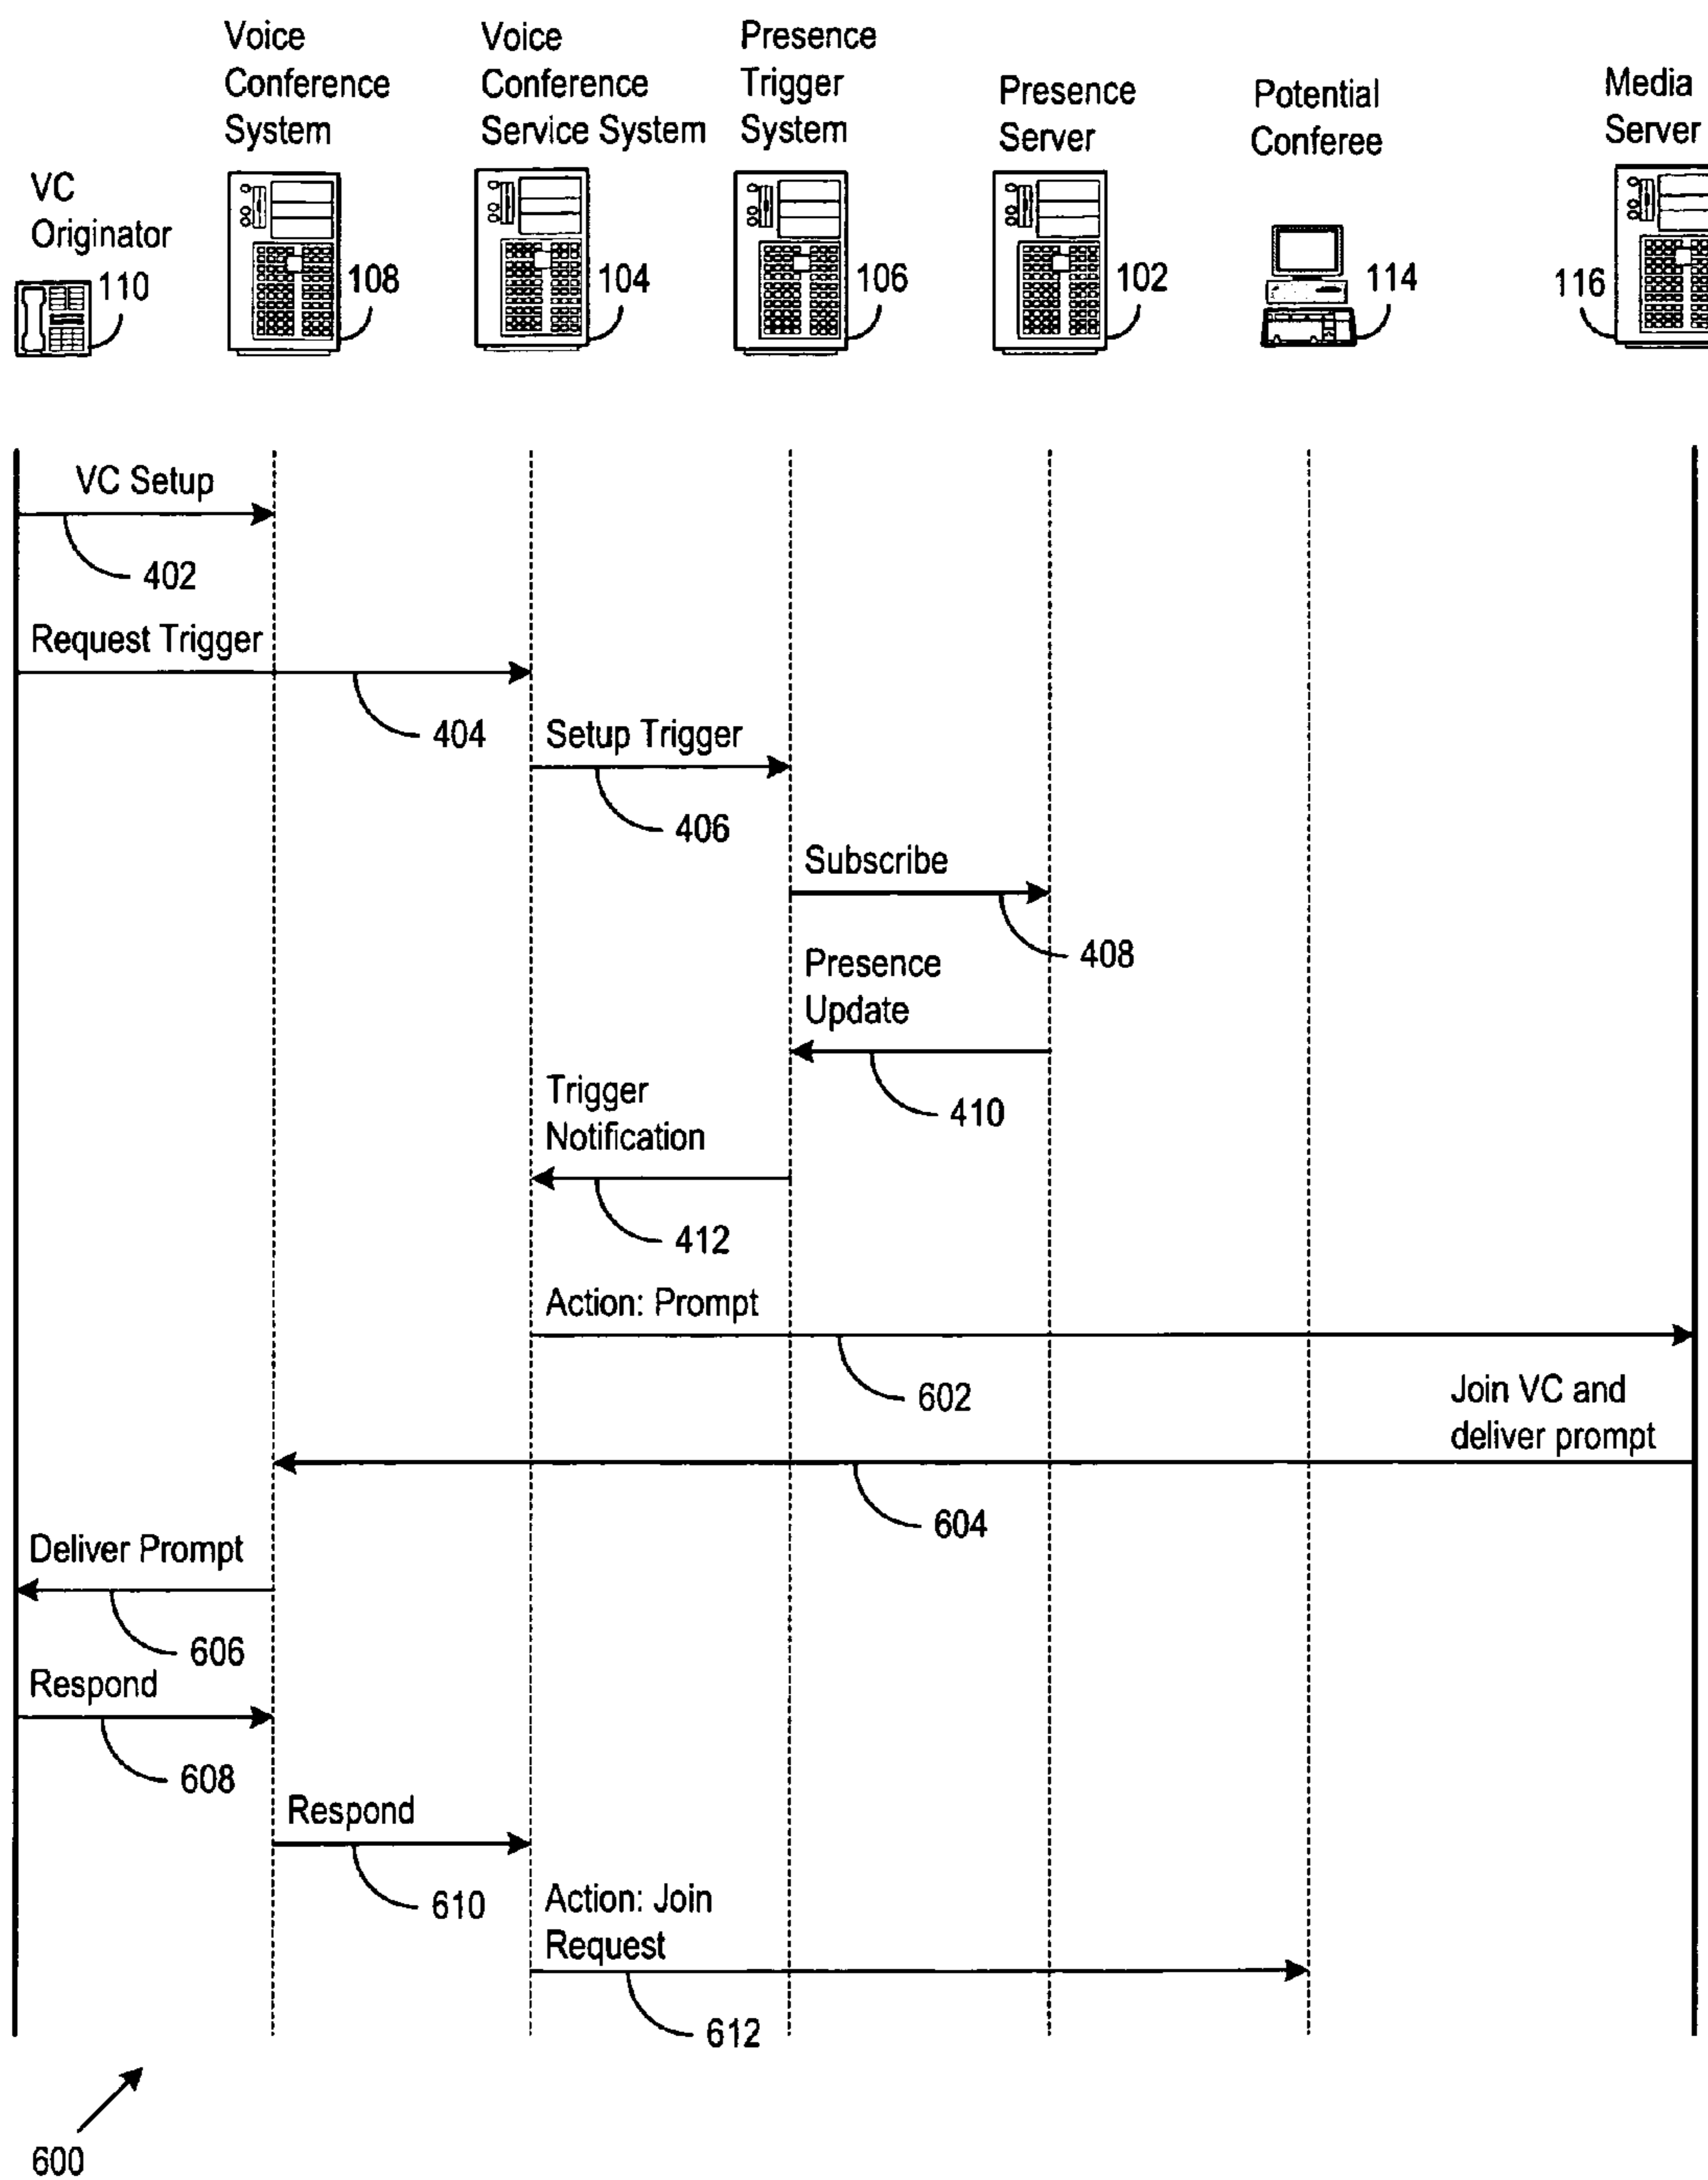 Voice
Conference
System
Voice
Conference
Service System
Presence
Trigger
System
Presence
Server
Potential
Conferee
Media
Server
VC
Originator
110
108
104
106
102
114
116
VC Setup
402
Request Trigger
404
Setup Trigger
406
Subscribe
408
Presence
Update
410
Trigger
Notification
412
Action: Prompt
602
Join VC and
deliver prompt
604
Deliver Prompt
606
Respond
608
Respond
610
Action: Join
Request
612
600